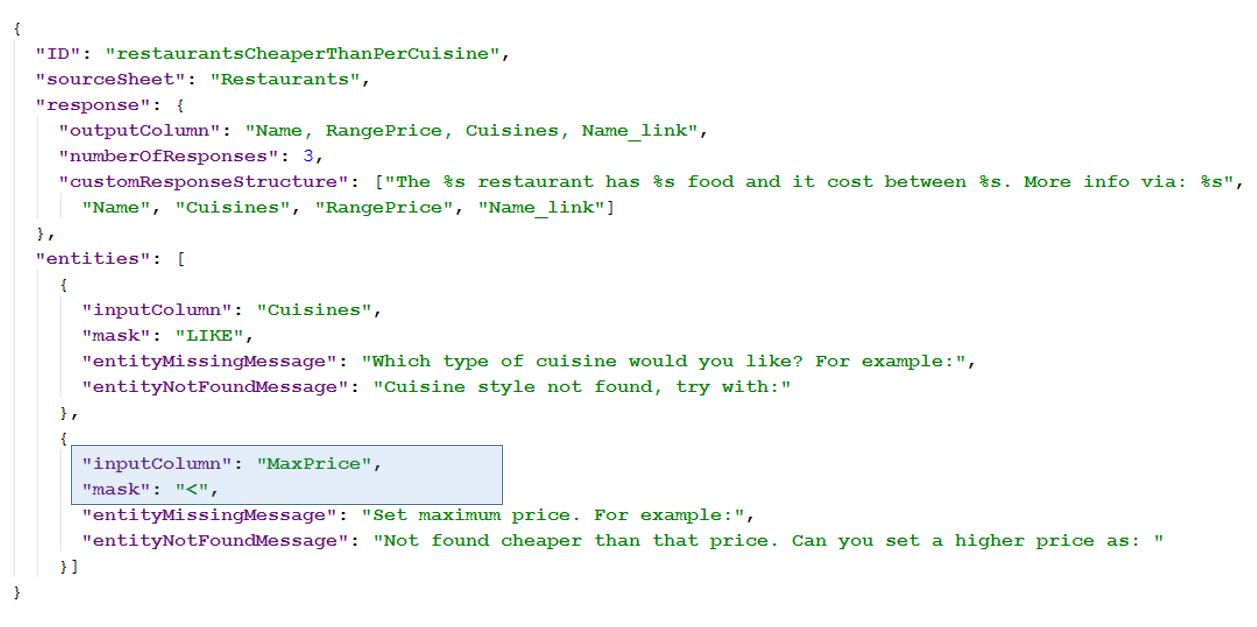 {
"ID": "restaurantsCheaperThanPerCuisine",
"sourceSheet": "Restaurants",
"response": {
"outputColumn": "Name, RangePrice, Cuisines, Name_link",
"numberOfResponses": 3,
"customResponseStructure": ["The %s restaurant has %s food and it cost between %s. More info via: %s",
"Name", "Cuisines", "RangePrice", "Name_link"]
},
"entities": [
{
"inputColumn": "Cuisines",
"mask": "LIKE",
"entityMissingMessage": "Which type of cuisine would you like? For example:",
"entityNotFoundMessage": "Cuisine style not found, try with:"
},
{
"inputColumn": "MaxPrice",
"mask": "<",
"entityMissingMessage": "Set maximum price. For example:",
"entityNotFoundMessage": "Not found cheaper than that price. Can you set a higher price as: "
}]
}